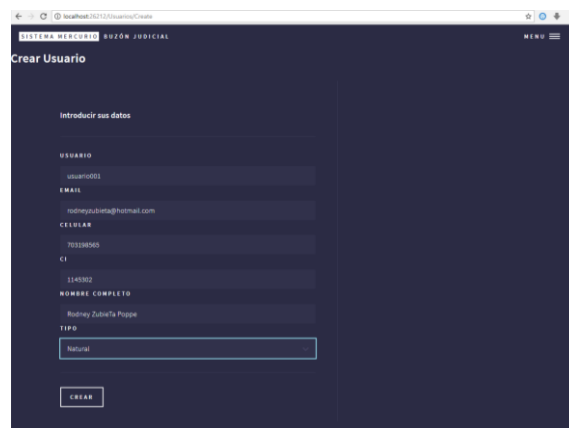 localhost:26212/Usuarios/Create
SISTEMA MERCURIO BUZÓN JUDICIAL
MENU
Crear Usuario
Introducir sus datos
USUARIO
usuario001
EMAIL
rodneyzubieta@hotmail.com
CELULAR
703198565
CI
1145302
NOMBRE COMPLETO
Rodney ZubieTa Poppe
TIPO
Natural
CREAR